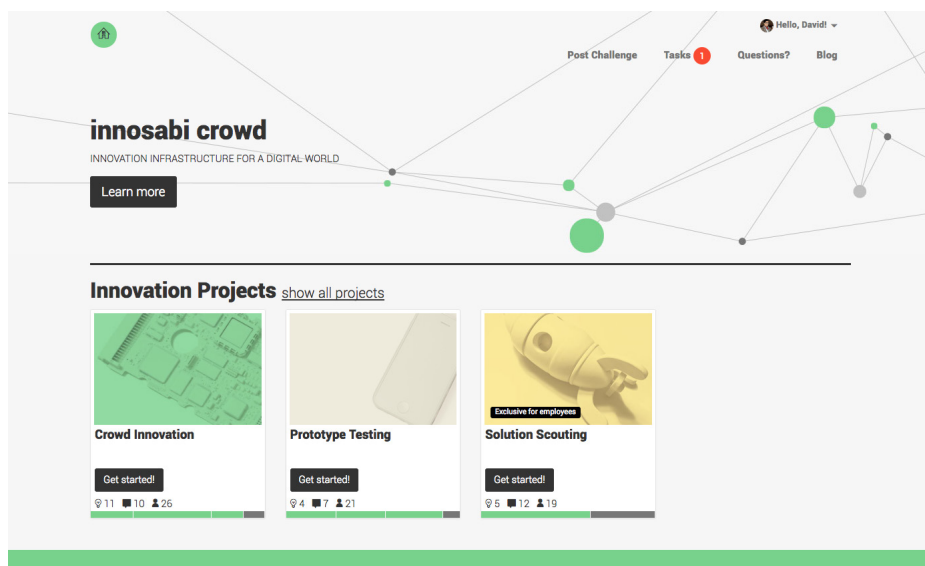 Hello, David!
Post Challenge Tasks 1 Questions? Blog
innosabi crowd
INNOVATION INFRASTRUCTURE FOR A DIGITAL WORLD
Learn more
Innovation Projects show all projects
Exclusive for employees
Crowd Innovation Prototype Testing Solution Scouting
Get started! Get started! Get started!
11 10 26 4 7 21 5 12 19